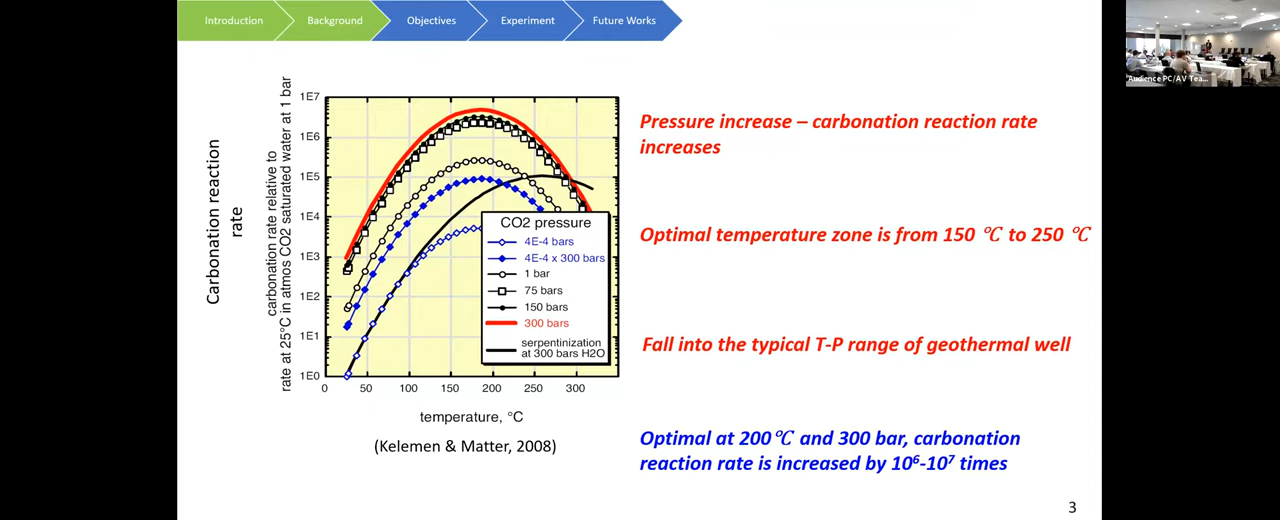 Introduction
Background
Objectives
Experiment
Future Works
Audience PC/AV Tea...
Carbonation reaction
rate
carbonation rate relative to
rate at 25°C in atmos CO2 saturated water at 1 bar
1E7
1E6
1E5
1E4
1E3
1E2
1E1
1E0
0
50
100
150
200
250
300
temperature, °C
CO2 pressure
4E-4 bars
4E-4 x 300 bars
1 bar
75 bars
150 bars
300 bars
serpentinization
at 300 bars H2O
(Kelemen & Matter, 2008)
Pressure increase – carbonation reaction rate
increases
Optimal temperature zone is from 150 ℃ to 250 ℃
Fall into the typical T-P range of geothermal well
Optimal at 200℃ and 300 bar, carbonation
reaction rate is increased by 10⁶-10⁷ times
3